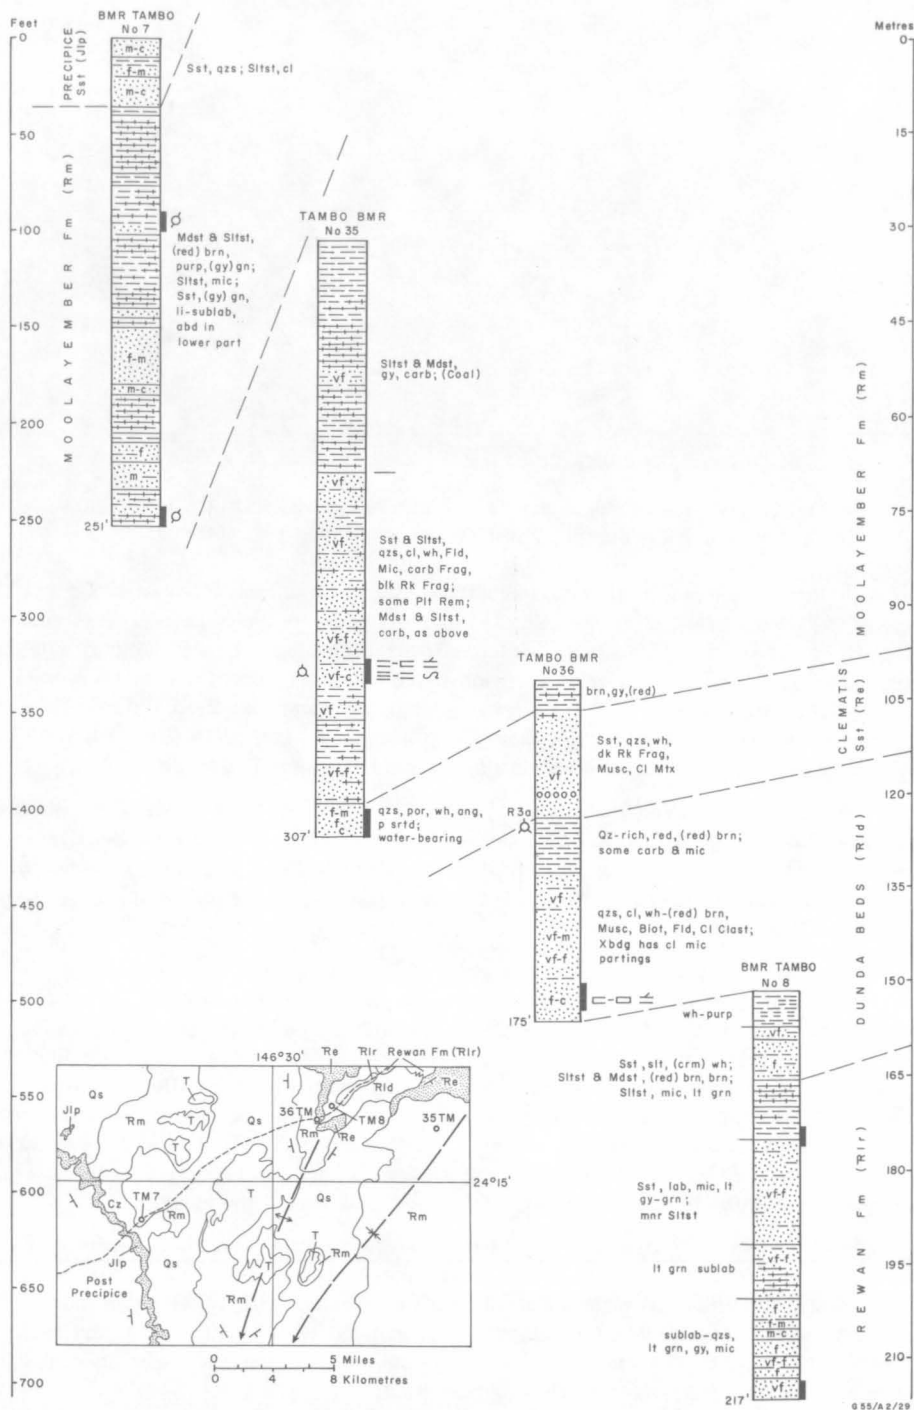 Feet
BMR TAMBO
No 7
Metres
0
50
100
150
200
250
300
350
400
450
500
550
600
650
700
0
15
30
45
60
75
90
105
120
135
150
165
180
195
210
PRECIPICE
Sst (Jlp)
MOOLAYEMBER Fm (Rm)
m-c
f-m
m-c
f-m
m-c
f
m
251'
Sst, qzs; Sltst, cl
Mdst & Sltst,
(red) brn,
purp, (gy) gn;
Sltst, mic;
Sst, (gy) gn,
li-sublab,
abd in
lower part
TAMBO BMR
No 35
vf
vf
vf
vf-f
vf-c
vf
vf-f
f-m
f
c
307'
Sltst & Mdst,
gy, carb; (Coal)
Sst & Sltst,
qzs, cl, wh, Fld,
Mic, carb Frag,
blk Rk Frag;
some Plt Rem;
Mdst & Sltst,
carb, as above
qzs, por, wh, ang,
p srtd;
water-bearing
TAMBO BMR
No 36
vf
R3a
vf
vf-m
vf-f
f-c
175'
brn, gy, (red)
Sst, qzs, wh,
dk Rk Frag,
Musc, Cl Mtx
Qz-rich, red, (red) brn;
some carb & mic
qzs, cl, wh-(red) brn,
Musc, Biot, Fld, Cl Clast;
Xbdg has cl mic
partings
BMR TAMBO
No 8
vf
f
vf-f
vf-f
f
f-m
m-c
f
vf-f
f
vf
217'
wh-purp
Sst, slt, (crm) wh;
Sltst & Mdst, (red) brn, brn;
Sltst, mic, lt grn
Sst, lab, mic, lt
gy-grn;
mnr Sltst
lt grn sublab
sublab-qzs,
lt grn, gy, mic
MOOLAYEMBER Fm (Rm)
CLEMATIS
Sst (Re)
DUNDA BEDS (Rld)
REWAN Fm (Rlr)
146°30'
Re
Rlr
Rewan Fm (Rlr)
Qs
T
Rm
T
T
Qs
Rld
Re
Jlp
36TM
TM8
35TM
Rm
Re
24°15'
TM7
Cz
Rm
T
Qs
Rm
Jlp
Post
Precipice
Qs
T
T
Rm
Rm
0 5 Miles
0 4 8 Kilometres
G55/A2/29